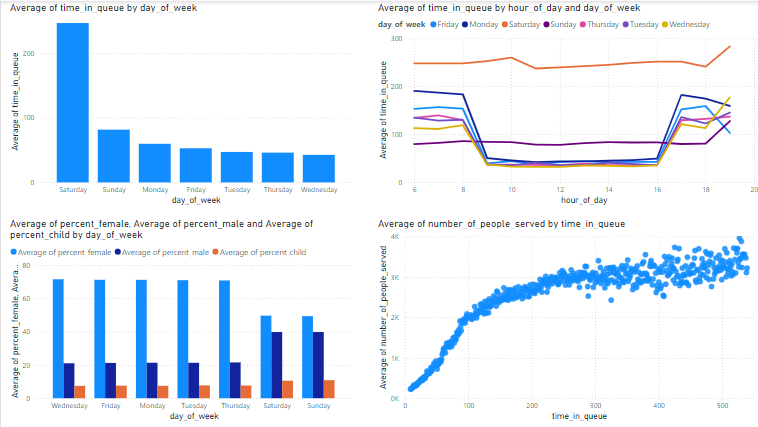 Average of time_in_queue by day_of_week
Average of time_in_queue
200
100
0
Saturday Sunday Monday Friday Tuesday Thursday Wednesday
day_of_week
Average of time_in_queue by hour_of_day and day_of_week
day_of_week Friday Monday Saturday Sunday Thursday Tuesday Wednesday
Average of time_in_queue
300
200
100
0
6 8 10 12 14 16 18 20
hour_of_day
Average of percent_female, Average of percent_male and Average of
percent_child by day_of_week
Average of percent_female Average of percent_male Average of percent_child
Average of percent_female, Avera...
80
60
40
20
0
Wednesday Friday Monday Tuesday Thursday Saturday Sunday
day_of_week
Average of number_of_people_served by time_in_queue
Average of number_of_people_served
4K
3K
2K
1K
0K
0 100 200 300 400 500
time_in_queue